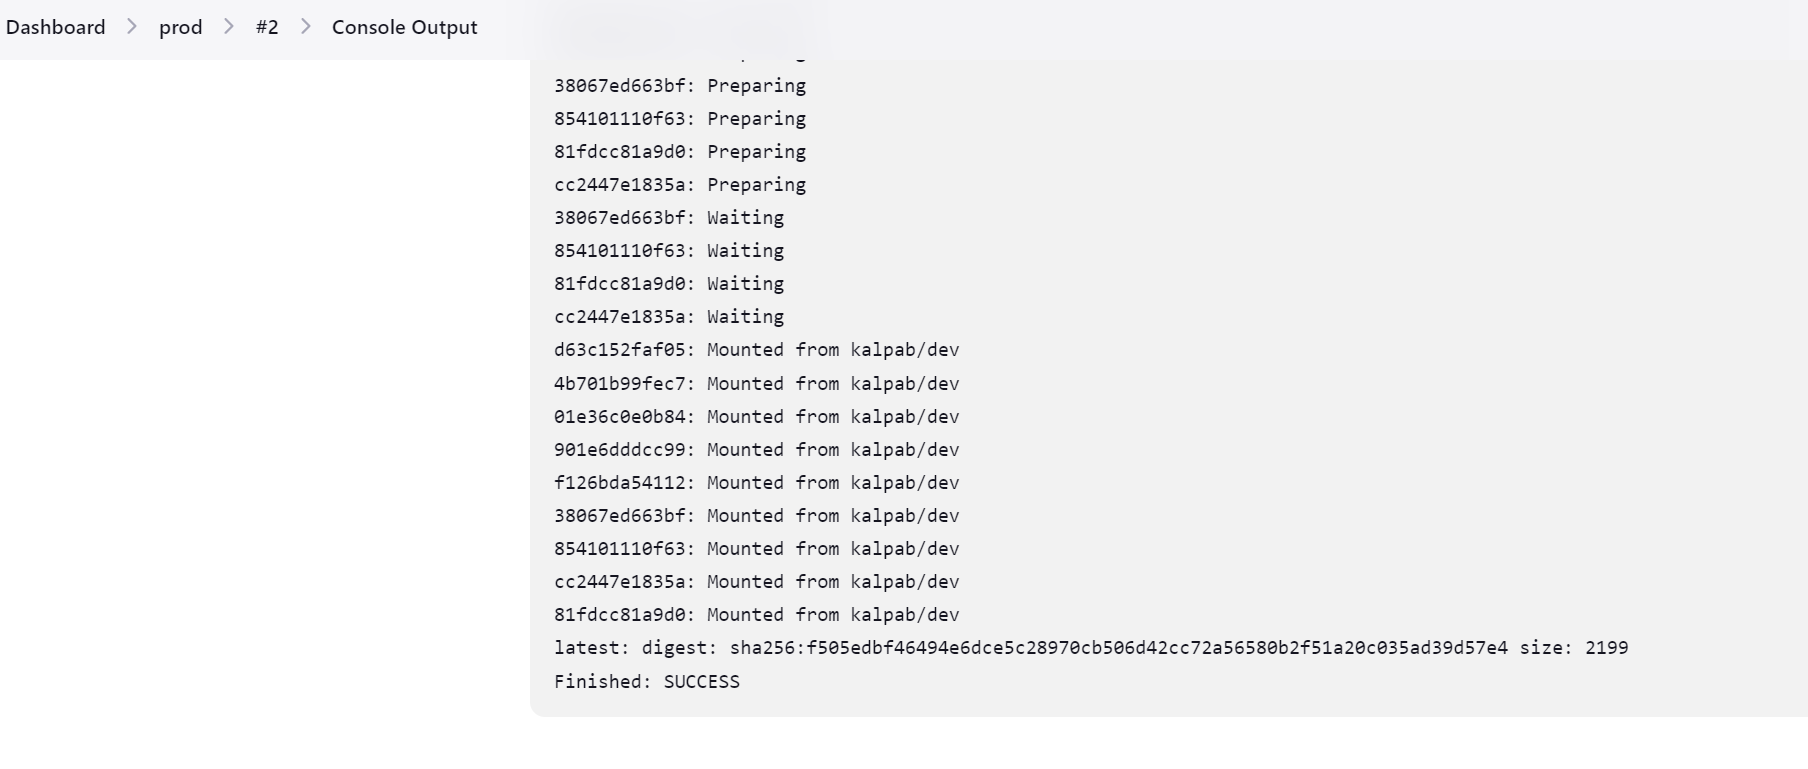 Dashboard > prod > #2 > Console Output
38067ed663bf: Preparing
854101110f63: Preparing
81fdcc81a9d0: Preparing
cc2447e1835a: Preparing
38067ed663bf: Waiting
854101110f63: Waiting
81fdcc81a9d0: Waiting
cc2447e1835a: Waiting
d63c152faf05: Mounted from kalpab/dev
4b701b99fec7: Mounted from kalpab/dev
01e36c0e0b84: Mounted from kalpab/dev
901e6dddcc99: Mounted from kalpab/dev
f126bda54112: Mounted from kalpab/dev
38067ed663bf: Mounted from kalpab/dev
854101110f63: Mounted from kalpab/dev
cc2447e1835a: Mounted from kalpab/dev
81fdcc81a9d0: Mounted from kalpab/dev
latest: digest: sha256:f505edbf46494e6dce5c28970cb506d42cc72a56580b2f51a20c035ad39d57e4 size: 2199
Finished: SUCCESS